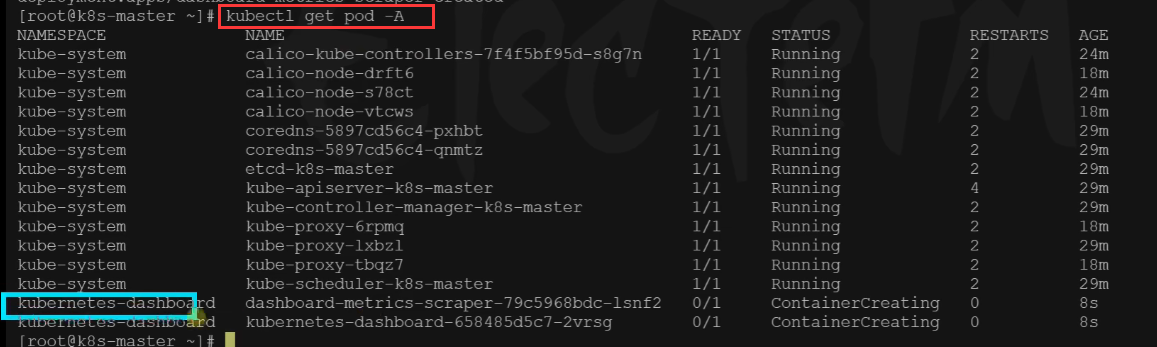 [root@k8s-master ~]# kubectl get pod -A
NAMESPACE NAME READY STATUS RESTARTS AGE
kube-system calico-kube-controllers-7f4f5bf95d-s8g7n 1/1 Running 2 24m
kube-system calico-node-drft6 1/1 Running 2 18m
kube-system calico-node-s78ct 1/1 Running 2 24m
kube-system calico-node-vtcws 1/1 Running 2 18m
kube-system coredns-5897cd56c4-pxhbt 1/1 Running 2 29m
kube-system coredns-5897cd56c4-qnmtz 1/1 Running 2 29m
kube-system etcd-k8s-master 1/1 Running 2 29m
kube-system kube-apiserver-k8s-master 1/1 Running 4 29m
kube-system kube-controller-manager-k8s-master 1/1 Running 2 29m
kube-system kube-proxy-6rpmq 1/1 Running 2 18m
kube-system kube-proxy-lxbzl 1/1 Running 2 29m
kube-system kube-proxy-tbqz7 1/1 Running 2 18m
kube-system kube-scheduler-k8s-master 1/1 Running 2 29m
kubernetes-dashboard dashboard-metrics-scraper-79c5968bdc-lsnf2 0/1 ContainerCreating 0 8s
kubernetes-dashboard kubernetes-dashboard-658485d5c7-2vrsg 0/1 ContainerCreating 0 8s
[root@k8s-master ~]#